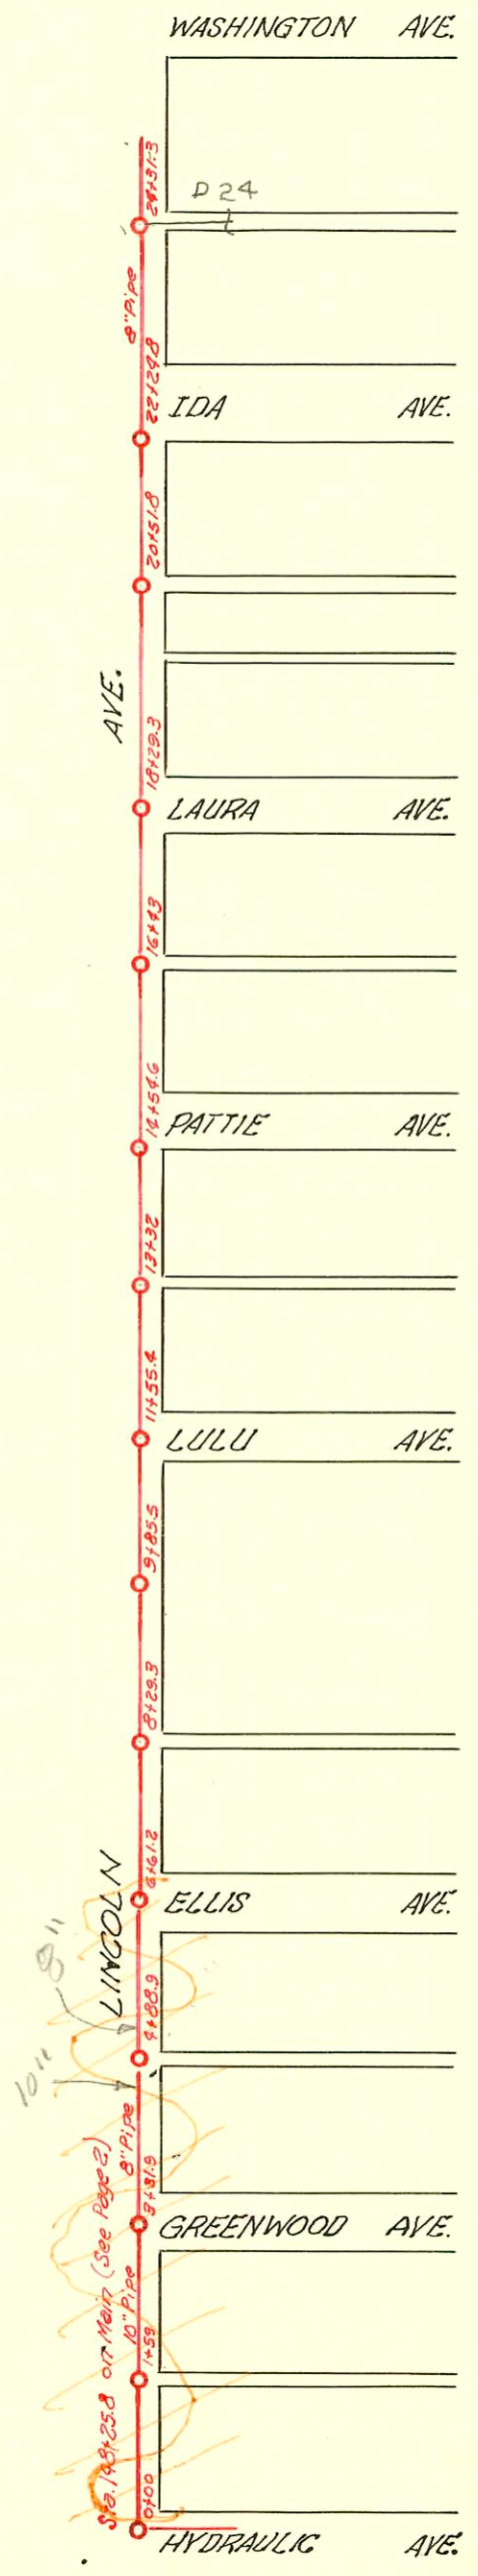 WASHINGTON AVE.
24+31.3
D24
8" Pipe
22+24.8
IDA AVE.
20+51.8
AVE.
18+29.3
LAURA AVE.
16+43
14+54.6
PATTIE AVE.
13+32
11+55.4
LULU AVE.
9+85.5
8+29.3
6+61.2
LINCOLN
ELLIS AVE.
8"
4+88.9
10"
8" Pipe
3+31.9
GREENWOOD AVE.
Sta. 148+25.8 on Main (See Page 2)
10" Pipe
1+59
0+00
HYDRAULIC AVE.